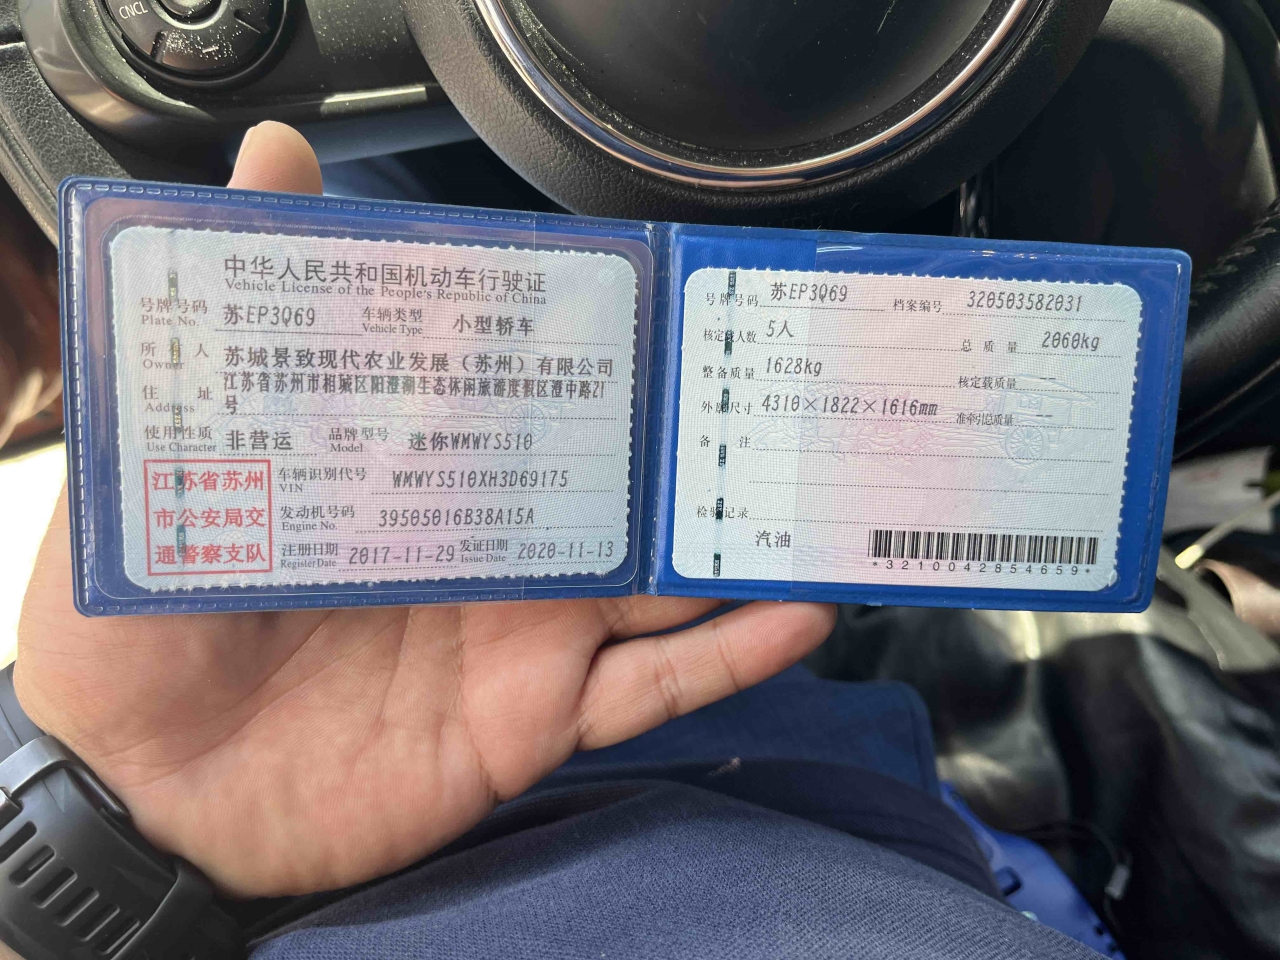 CNCL
中华人民共和国机动车行驶证
Vehicle License of the People's Republic of China
号牌号码 苏EP3Q69 车辆类型 小型轿车
Plate No. Vehicle Type
所有人 苏城景致现代农业发展（苏州）有限公司
Owner
住址 江苏省苏州市相城区阳澄湖生态休闲旅游度假区澄中路21
Address 号
使用性质 非营运 品牌型号 迷你WMWYS510
Use Character Model
江苏省苏州
市公安局交
通警察支队
车辆识别代号 WMWYS510XH3D69175
VIN
发动机号码 39505016B38A15A
Engine No.
注册日期 2017-11-29 发证日期 2020-11-13
Register Date Issue Date
号牌号码 苏EP3Q69 档案编号 320503582031
核定载人数 5人 总质量 2060kg
整备质量 1628kg 核定载质量 --
外廓尺寸 4310×1822×1616mm 准牵引总质量 --
备注
检验记录
汽油
*3210042854659*